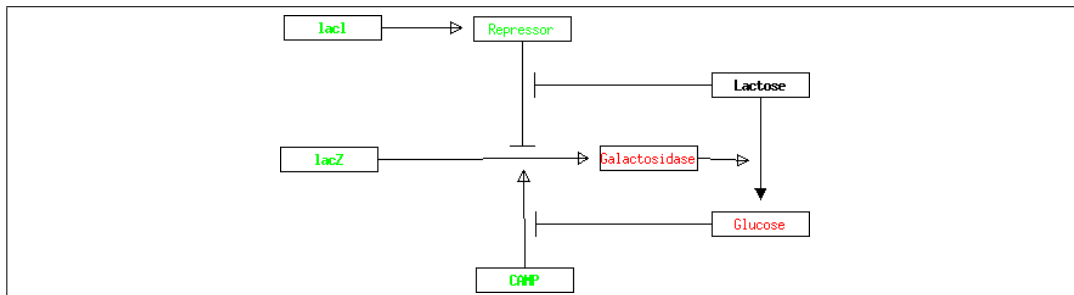 lacI
Repressor
Lactose
lacZ
Galactosidase
Glucose
CAMP